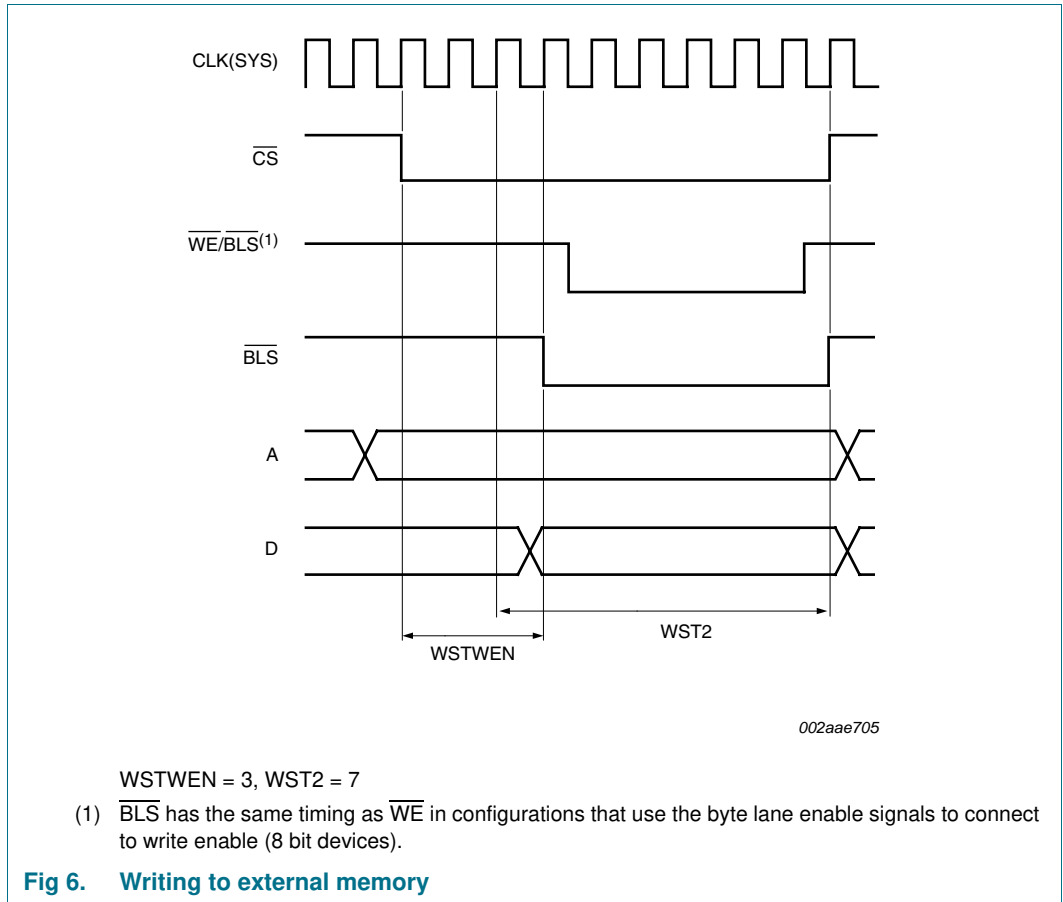 CLK(SYS)
CS
WE/BLS(1)
BLS
A
D
WST2
WSTWEN
002aae705
WSTWEN = 3, WST2 = 7
(1) BLS has the same timing as WE in configurations that use the byte lane enable signals to connect
to write enable (8 bit devices).
Fig 6. Writing to external memory